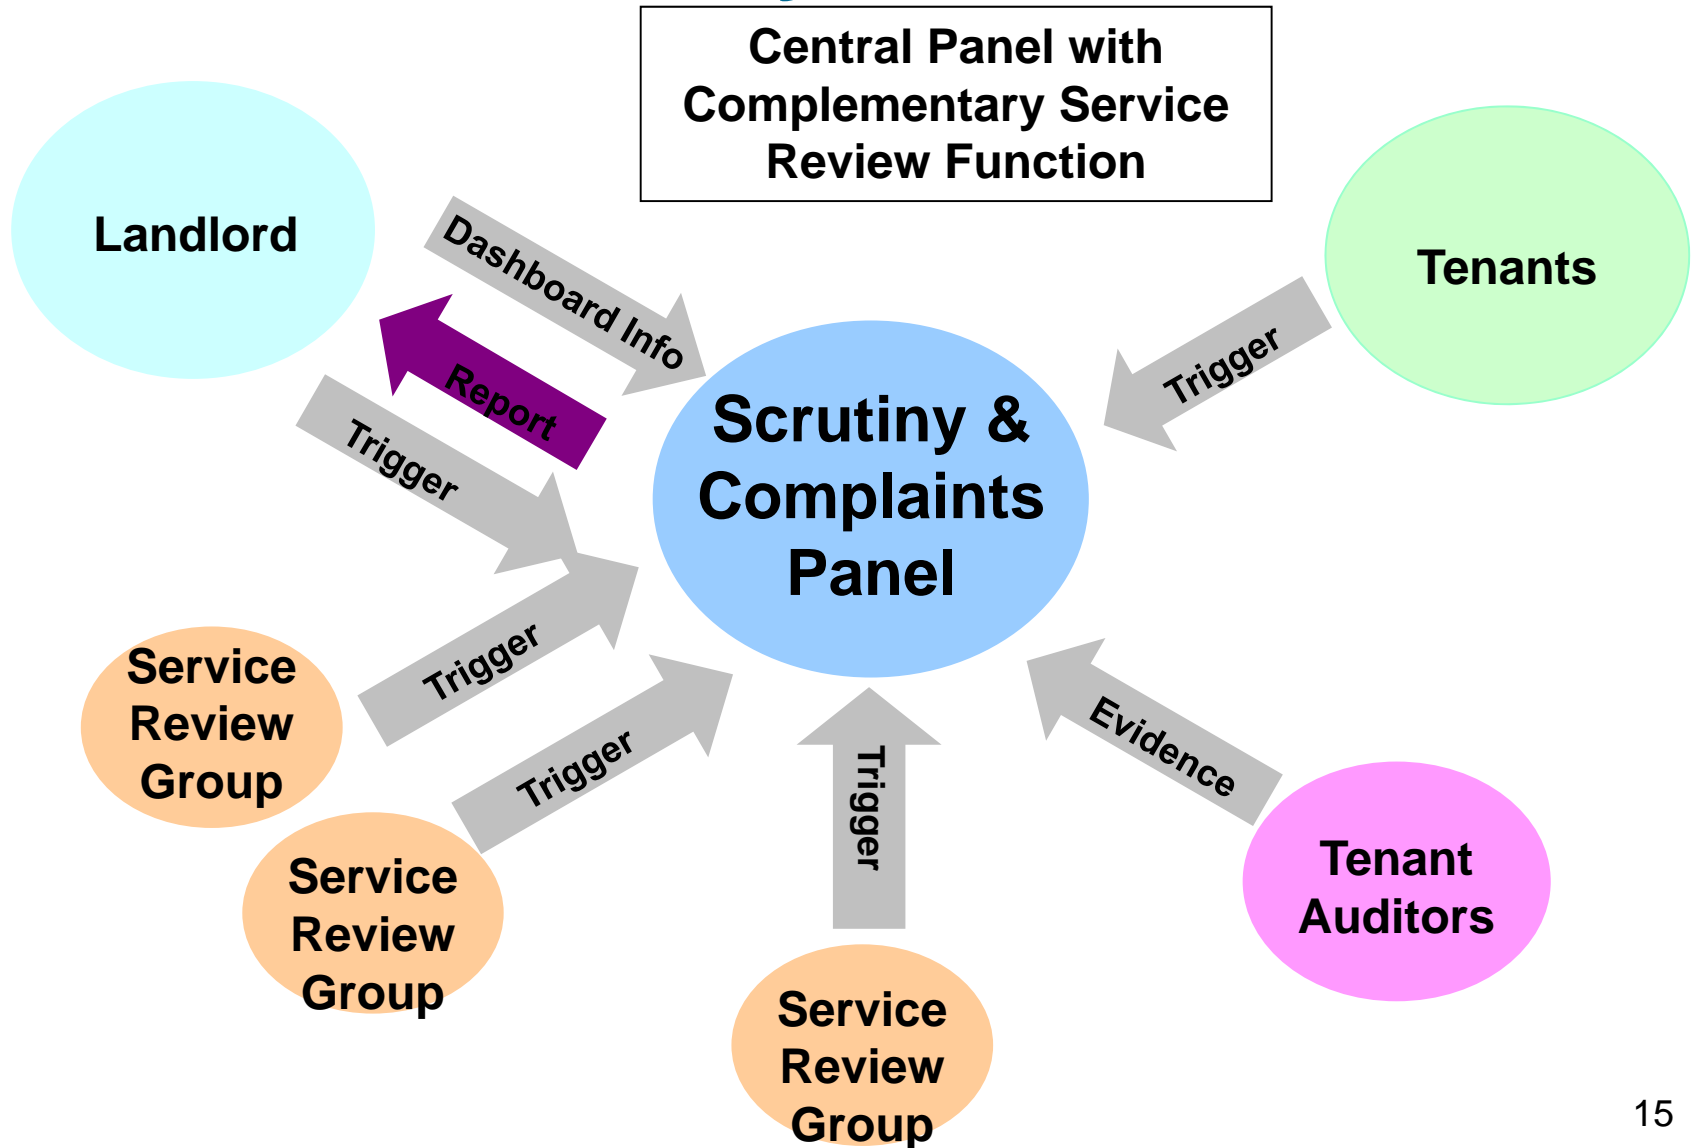 Central Panel with
Complementary Service
Review Function
Landlord
Tenants
Dashboard Info
Report
Trigger
Trigger
Scrutiny &
Complaints
Panel
Trigger
Trigger
Trigger
Evidence
Service
Review
Group
Service
Review
Group
Service
Review
Group
Tenant
Auditors
15